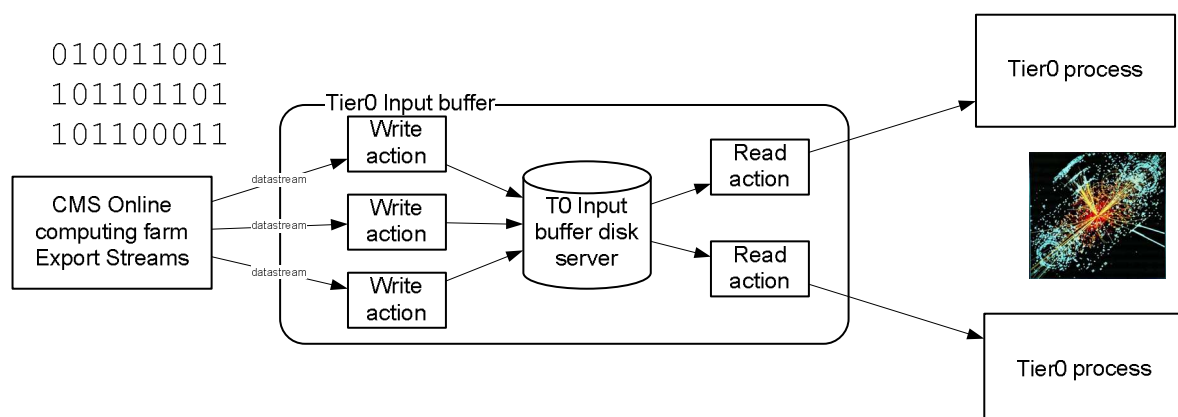 010011001
101101101
101100011
Tier0 Input buffer
CMS Online
computing farm
Export Streams
datastream
datastream
datastream
Write
action
Write
action
Write
action
T0 Input
buffer disk
server
Read
action
Read
action
Tier0 process
Tier0 process